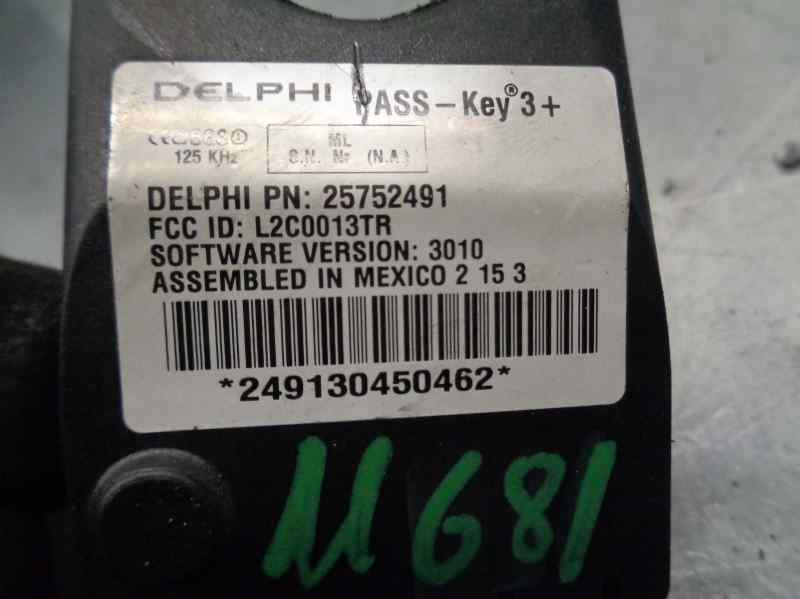 DELPHI PASS-Key® 3+
125 KHz
ML
S.N. Nr (N.A.)
DELPHI PN: 25752491
FCC ID: L2C0013TR
SOFTWARE VERSION: 3010
ASSEMBLED IN MEXICO 2 15 3
*249130450462*
11681